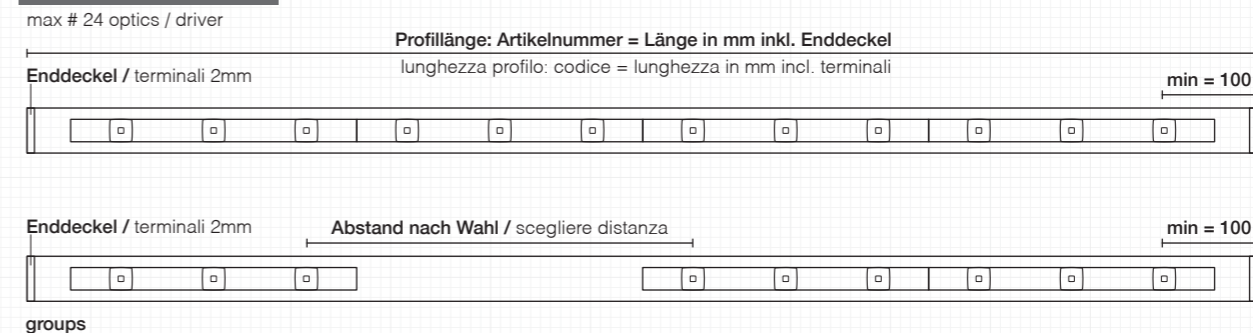 max # 24 optics / driver
Profillänge: Artikelnummer = Länge in mm inkl. Enddeckel
lunghezza profilo: codice = lunghezza in mm incl. terminali
Enddeckel / terminali 2mm
min = 100
Enddeckel / terminali 2mm
Abstand nach Wahl / scegliere distanza
min = 100
groups